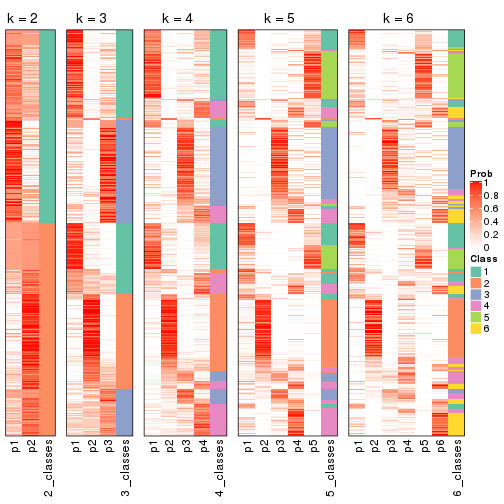 k = 2
k = 3
k = 4
k = 5
k = 6
Prob
1
0.8
0.6
0.4
0.2
0
Class
1
2
3
4
5
6
p1
p2
2_classes
p1
p2
p3
3_classes
p1
p2
p3
p4
4_classes
p1
p2
p3
p4
p5
5_classes
p1
p2
p3
p4
p5
p6
6_classes